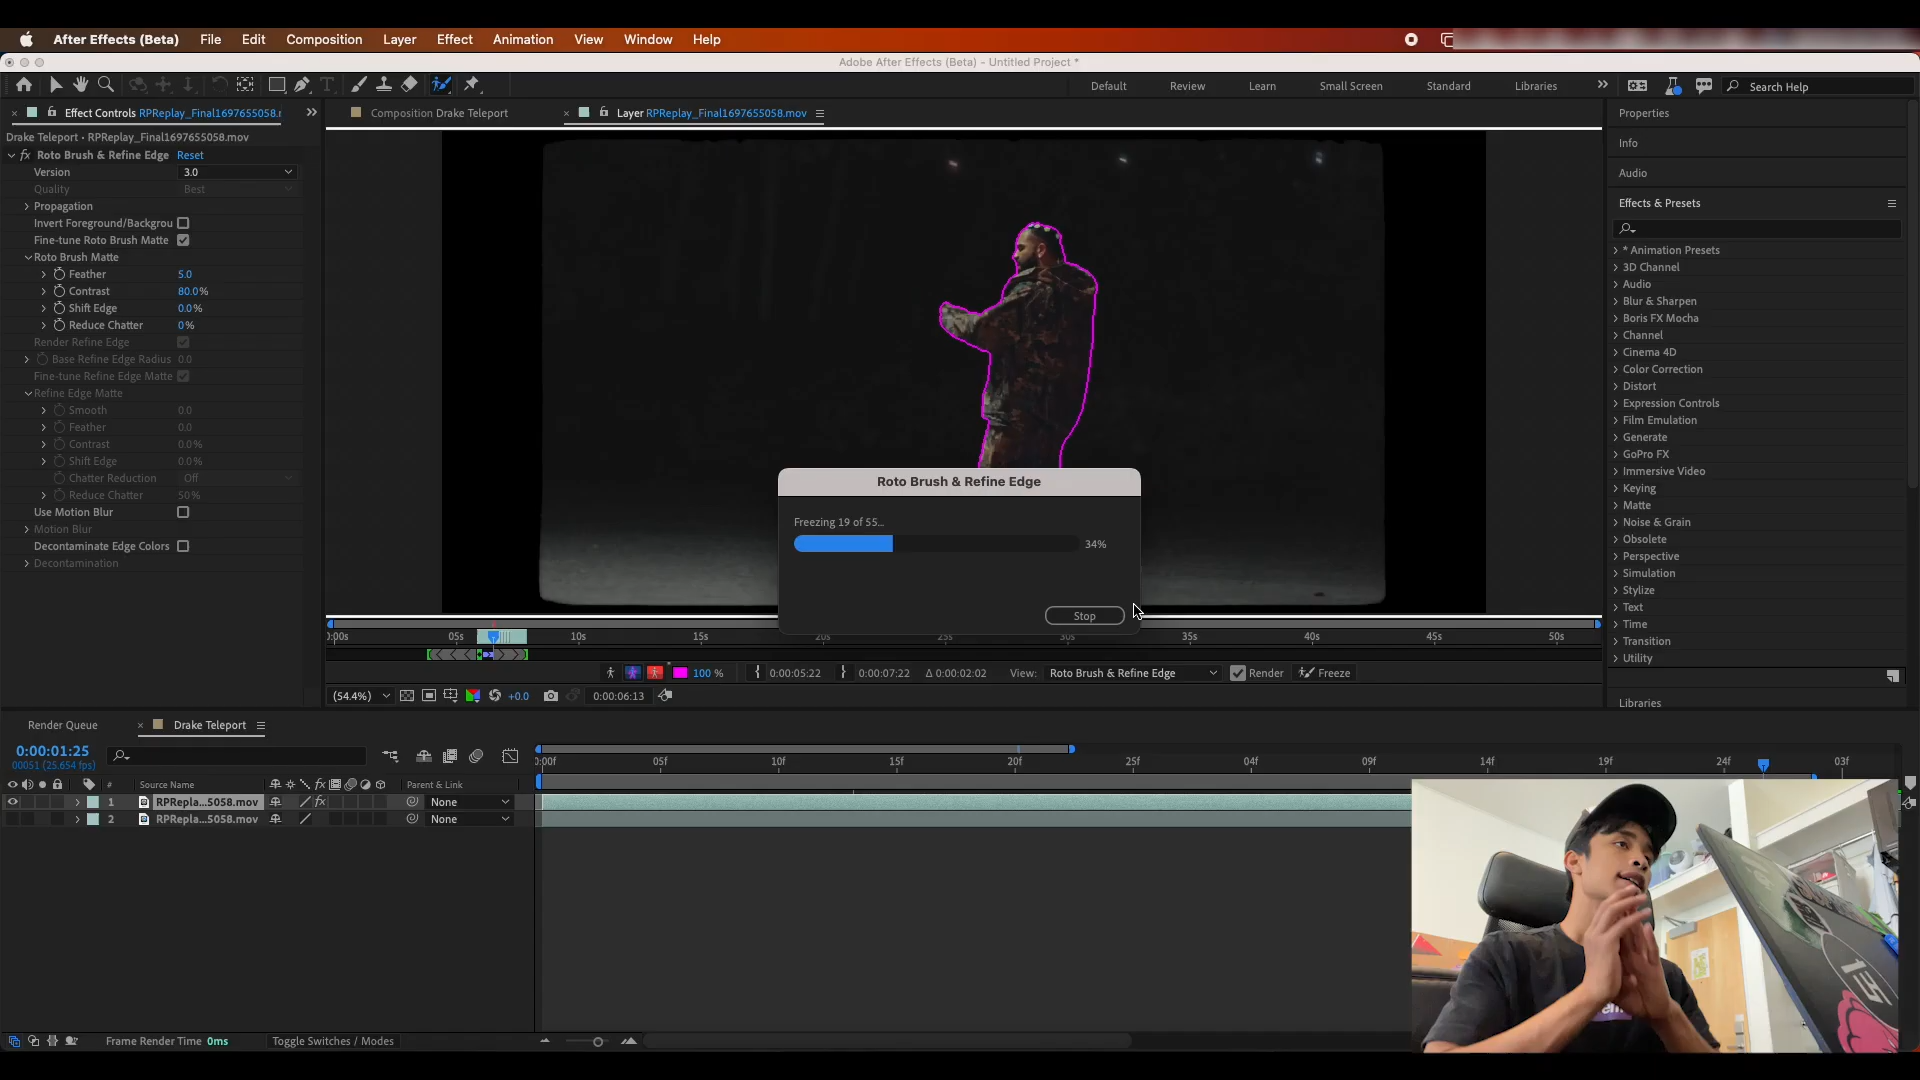 After Effects (Beta) File Edit Composition Layer Effect Animation View Window Help
Adobe After Effects (Beta) - Untitled Project *
Default Review Learn Small Screen Standard Libraries Search Help
Effect Controls RPReplay_Final1697655058.r
Composition Drake Teleport
Layer RPReplay_Final1697655058.mov
Drake Teleport • RPReplay_Final1697655058.mov
fx Roto Brush & Refine Edge Reset
Version 3.0
Quality Best
Propagation
Invert Foreground/Backgrou
Fine-tune Roto Brush Matte
Roto Brush Matte
Feather 5.0
Contrast 80.0%
Shift Edge 0.0%
Reduce Chatter 0%
Render Refine Edge
Base Refine Edge Radius 0.0
Fine-tune Refine Edge Matte
Refine Edge Matte
Smooth 0.0
Feather 0.0
Contrast 0.0%
Shift Edge 0.0%
Chatter Reduction Off
Reduce Chatter 50%
Use Motion Blur
Motion Blur
Decontaminate Edge Colors
Decontamination
Roto Brush & Refine Edge
Freezing 19 of 55...
34%
Stop
0:00s 05s 10s 15s 20s 25s 30s 35s 40s 45s 50s
100 % 0:00:05:22 0:00:07:22 Δ 0:00:02:02 View: Roto Brush & Refine Edge Render Freeze
(54.4%) +0.0 0:00:06:13
Properties
Info
Audio
Effects & Presets
* Animation Presets
3D Channel
Audio
Blur & Sharpen
Boris FX Mocha
Channel
Cinema 4D
Color Correction
Distort
Expression Controls
Film Emulation
Generate
GoPro FX
Immersive Video
Keying
Matte
Noise & Grain
Obsolete
Perspective
Simulation
Stylize
Text
Time
Transition
Utility
Libraries
Render Queue
Drake Teleport
0:00:01:25
00051 (25.654 fps)
0:00f 05f 10f 15f 20f 25f 04f 09f 14f 19f 24f 03f
# Source Name fx Parent & Link
1 RPRepla...5058.mov fx None
2 RPRepla...5058.mov None
Frame Render Time 0ms
Toggle Switches / Modes
13